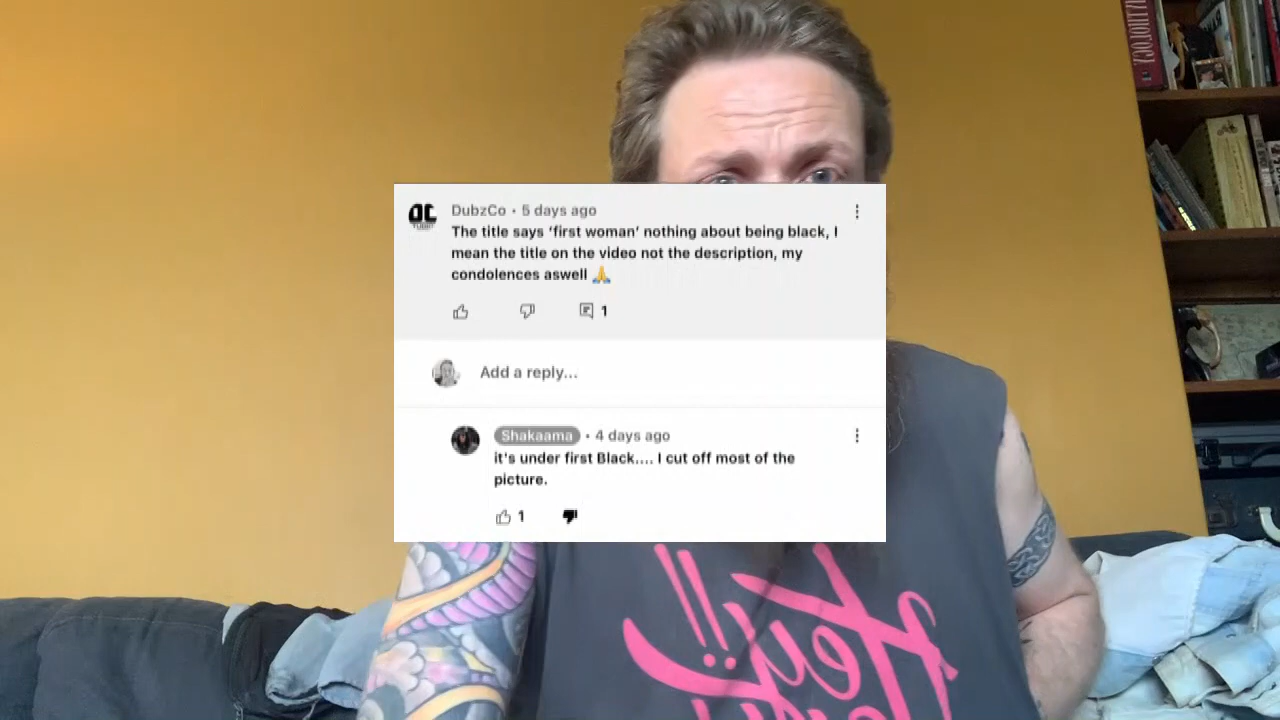 DubzCo • 5 days ago
The title says ‘first woman’ nothing about being black, I
mean the title on the video not the description, my
condolences aswell 🙏
1
Add a reply...
Shakaama • 4 days ago
it's under first Black.... I cut off most of the
picture.
1
Hey!!